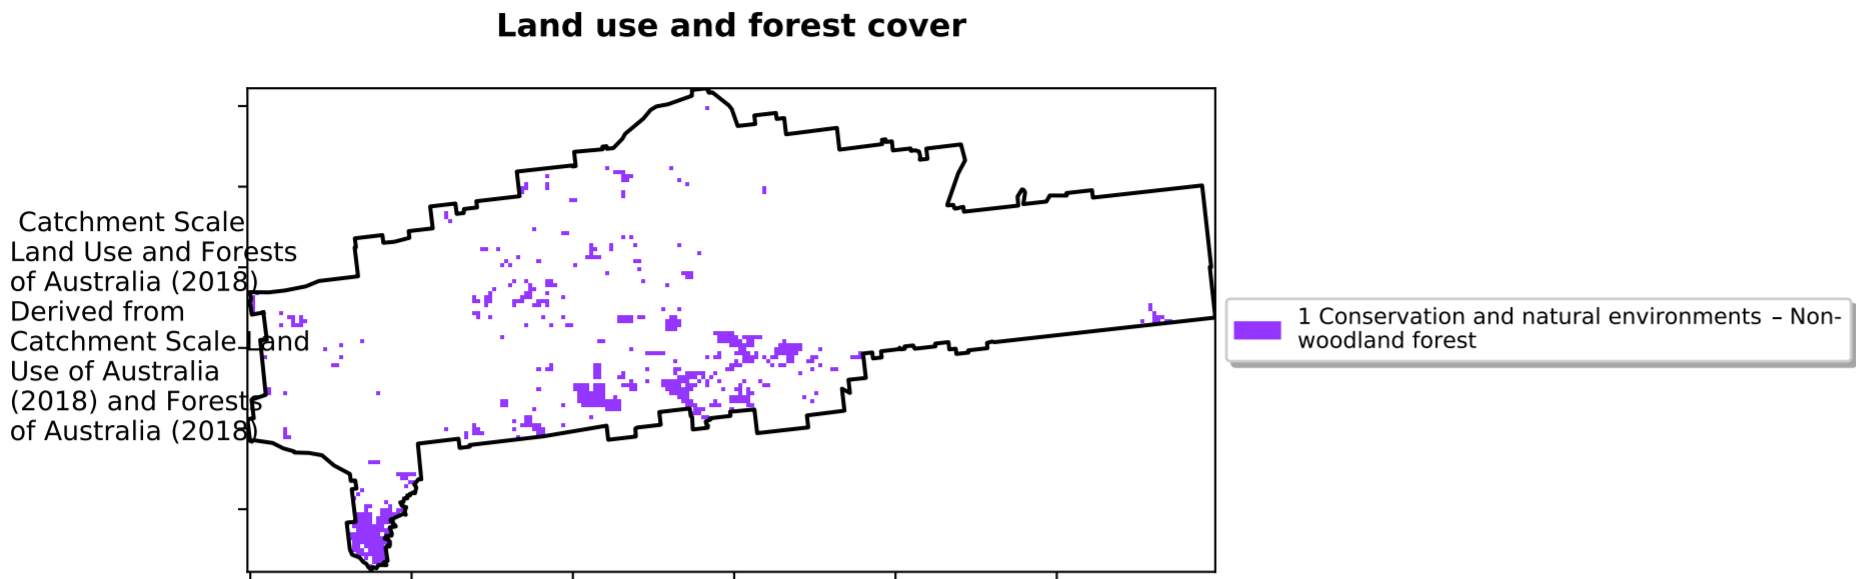 Land use and forest cover
Catchment Scale
Land Use and Forests
of Australia (2018)
Derived from
Catchment Scale Land
Use of Australia
(2018) and Forests
of Australia (2018)
1 Conservation and natural environments – Non-
woodland forest